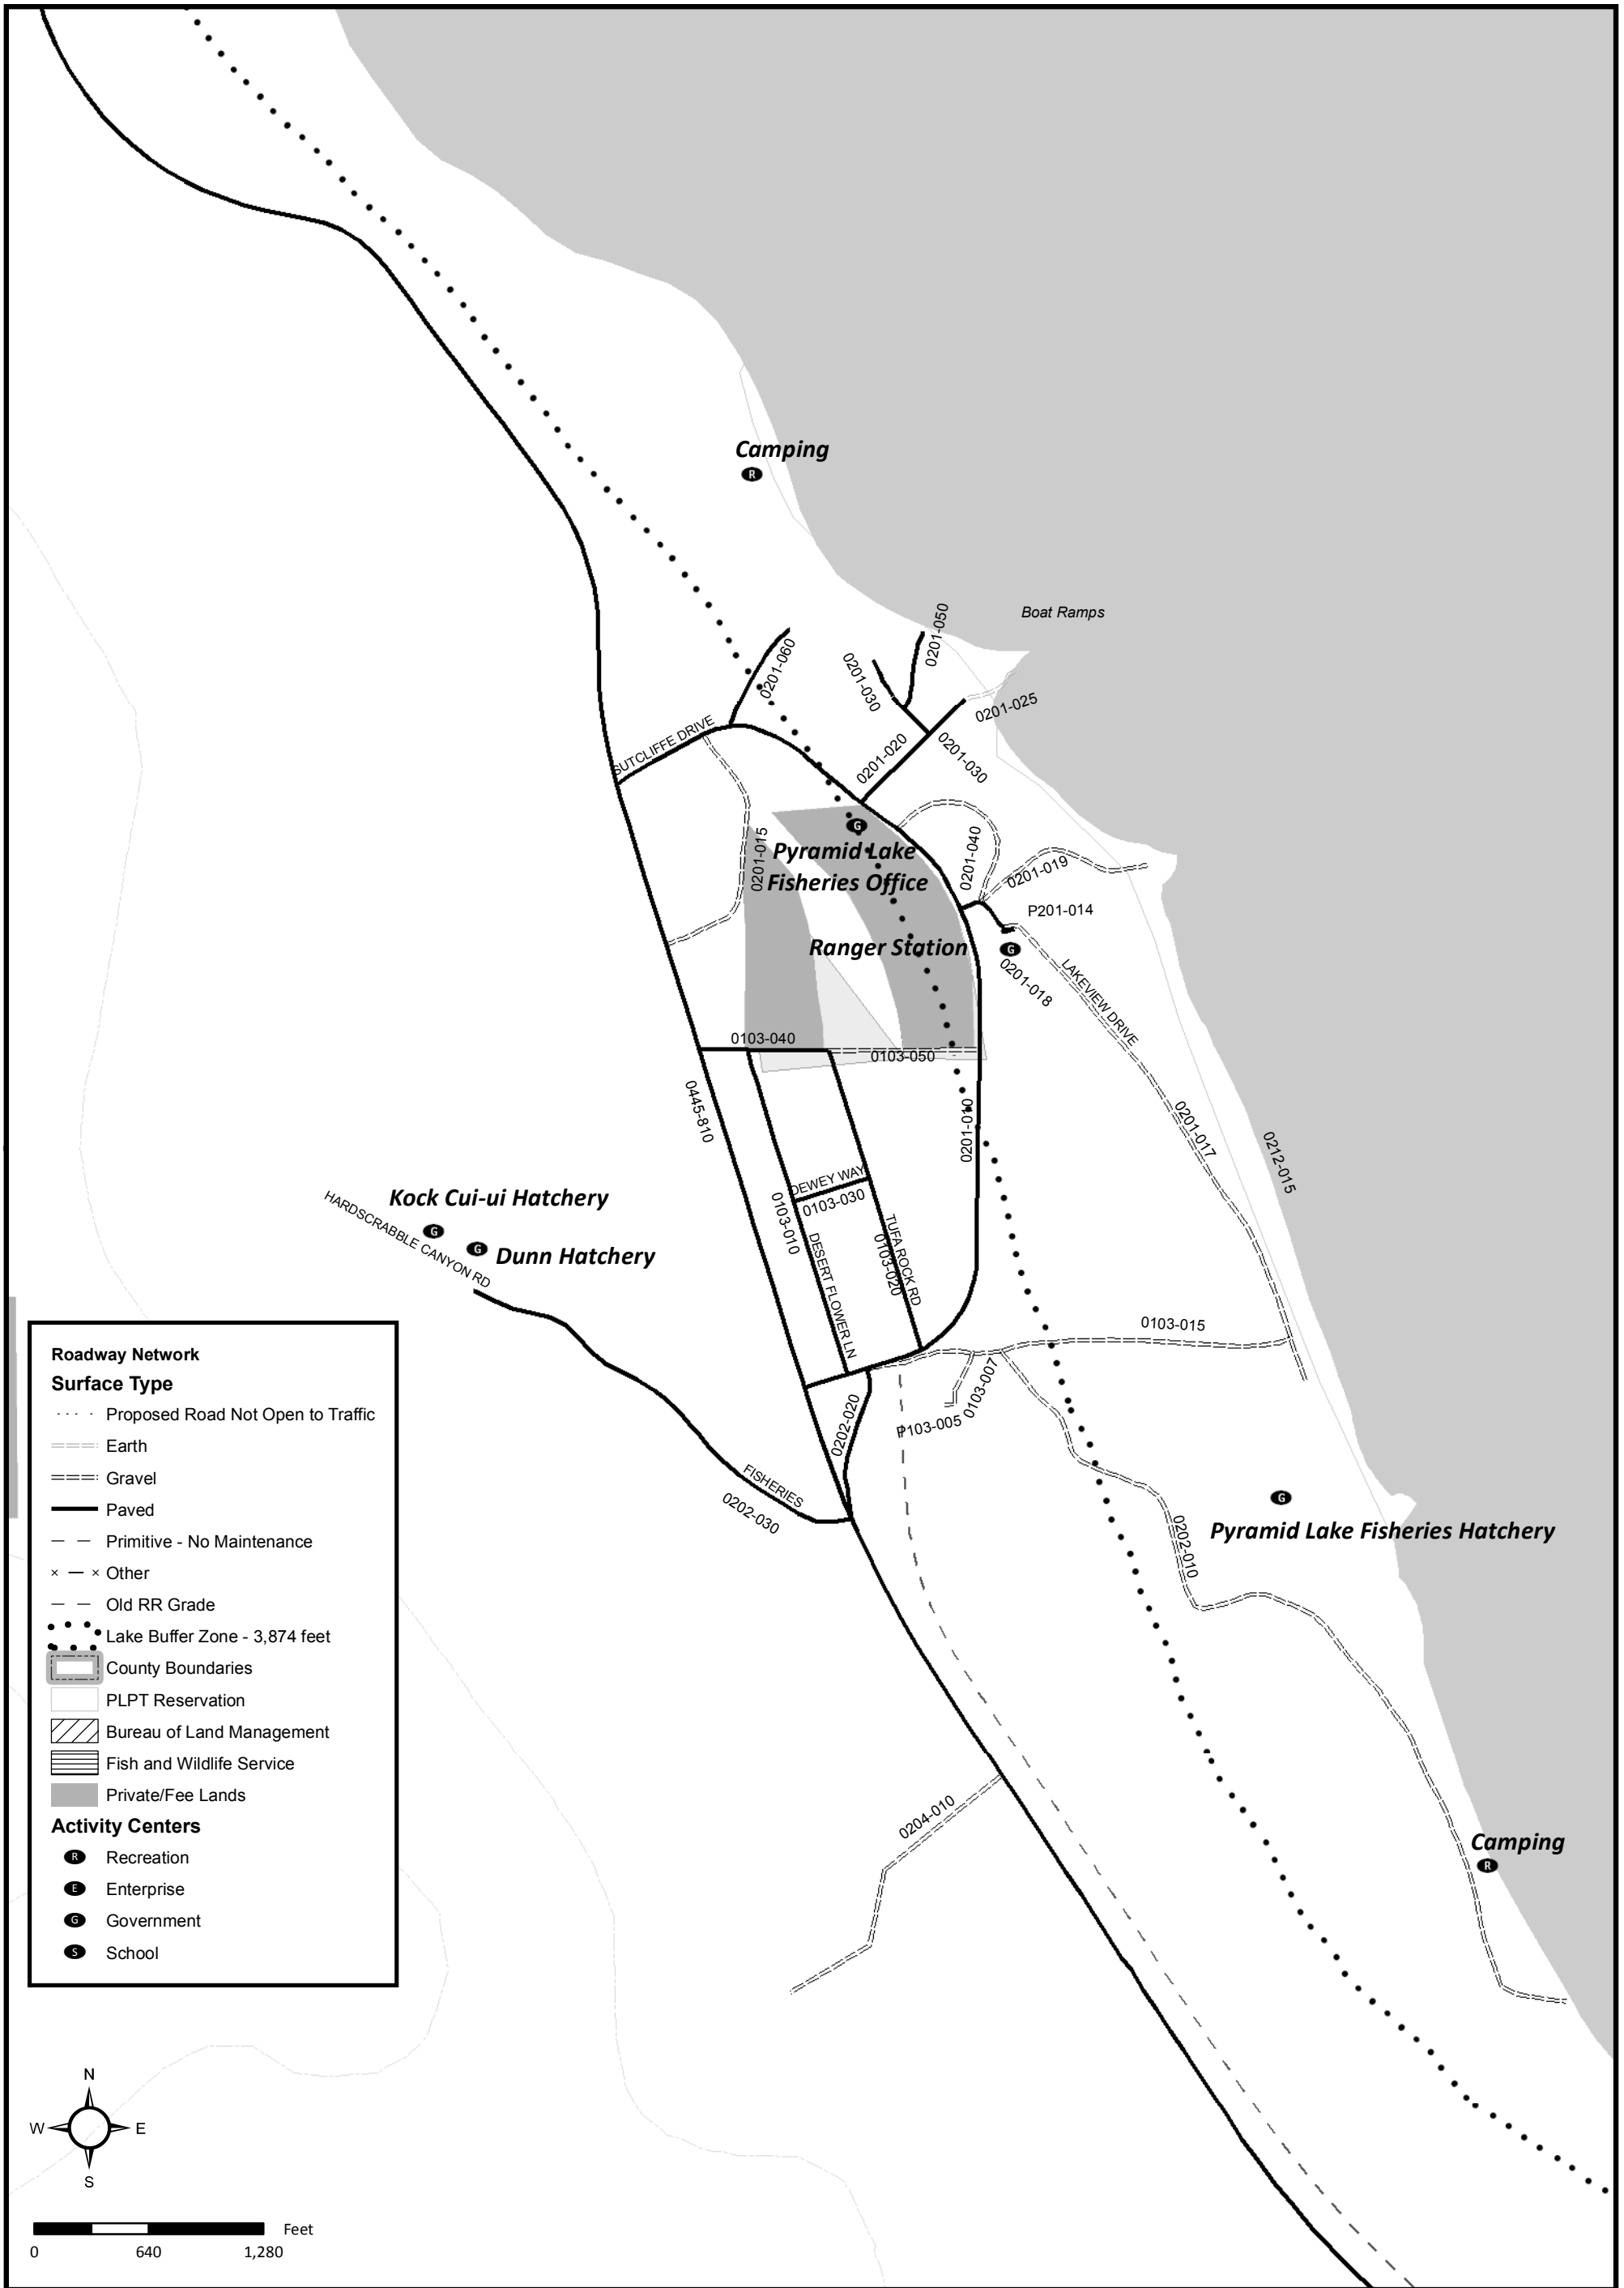 Camping
R
Boat Ramps
0201-050
0201-060
0201-030
0201-025
SUTCLIFFE DRIVE
0201-020
0201-030
G
Pyramid Lake
Fisheries Office
0201-015
0201-040
0201-019
P201-014
Ranger Station
G
0201-018
LAKEVIEW DRIVE
0103-040
0103-050
0445-810
0201-010
0201-017
0212-015
DEWEY WAY
0103-030
0103-010
Kock Cui-ui Hatchery
G
HARDSCRABBLE CANYON RD
G
Dunn Hatchery
TUFA ROCK RD
0103-020
DESERT FLOWER LN
0103-015
0103-007
P103-005
0202-020
FISHERIES
0202-030
G
Pyramid Lake Fisheries Hatchery
0202-010
0204-010
Camping
R
Roadway Network
Surface Type
Proposed Road Not Open to Traffic
Earth
Gravel
Paved
Primitive - No Maintenance
Other
Old RR Grade
Lake Buffer Zone - 3,874 feet
County Boundaries
PLPT Reservation
Bureau of Land Management
Fish and Wildlife Service
Private/Fee Lands
Activity Centers
R Recreation
E Enterprise
G Government
S School
N
W E
S
Feet
0 640 1,280